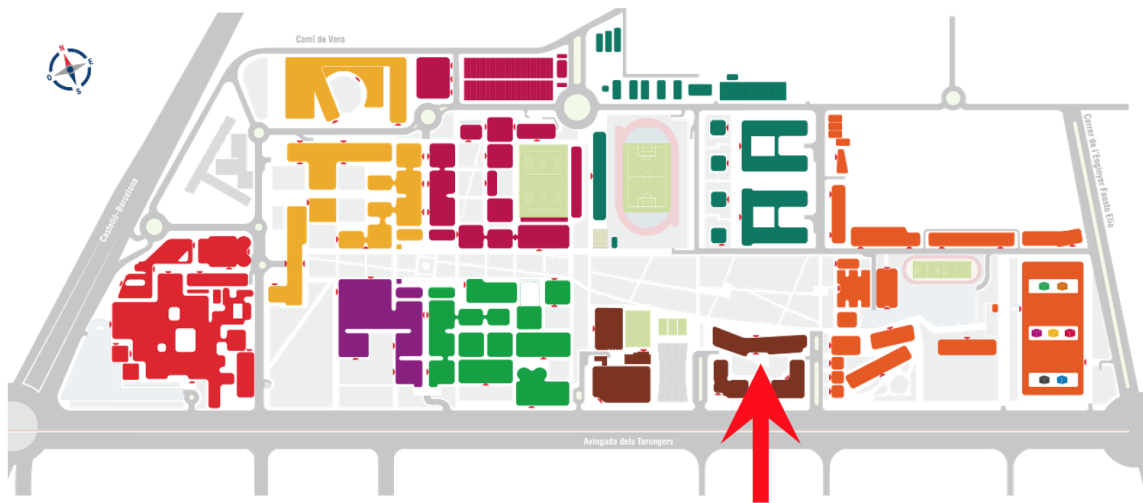 Camí de Vera
N
E
O
S
Castelló-Barcelona
Carrer de l'Enginyer Fausto Elio
Avinguda dels Tarongers